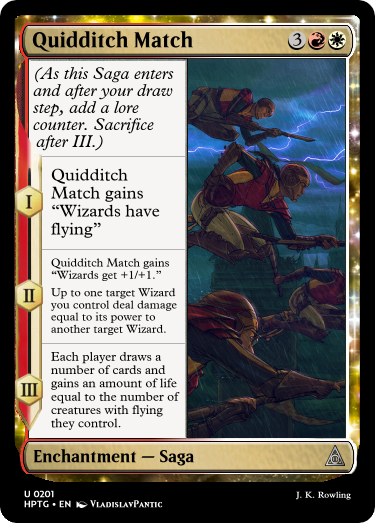 Quidditch Match 3
(As this Saga enters
and after your draw
step, add a lore
counter. Sacrifice
after III.)
I
Quidditch
Match gains
“Wizards have
flying”
II
Quidditch Match gains
“Wizards get +1/+1.”
Up to one target Wizard
you control deal damage
equal to its power to
another target Wizard.
III
Each player draws a
number of cards and
gains an amount of life
equal to the number of
creatures with flying
they control.
Enchantment — Saga
U 0201
HPTG • EN VladislavPantic
J. K. Rowling